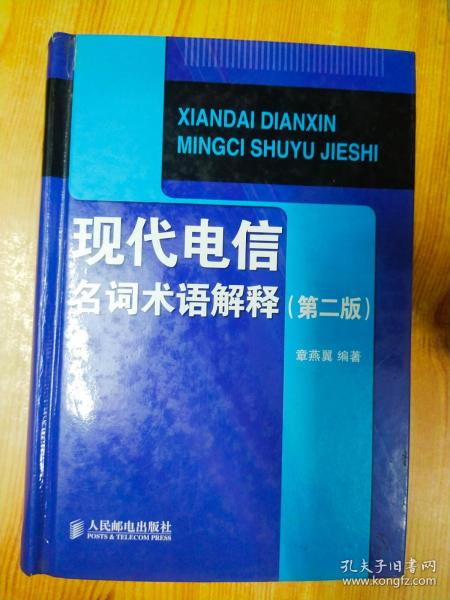 XIANDAI DIANXIN
MINGCI SHUYU JIESHI
现代电信
名词术语解释(第二版)
章燕翼 编著
人民邮电出版社
POSTS & TELECOM PRESS
孔夫子旧书网
www.kongfz.com